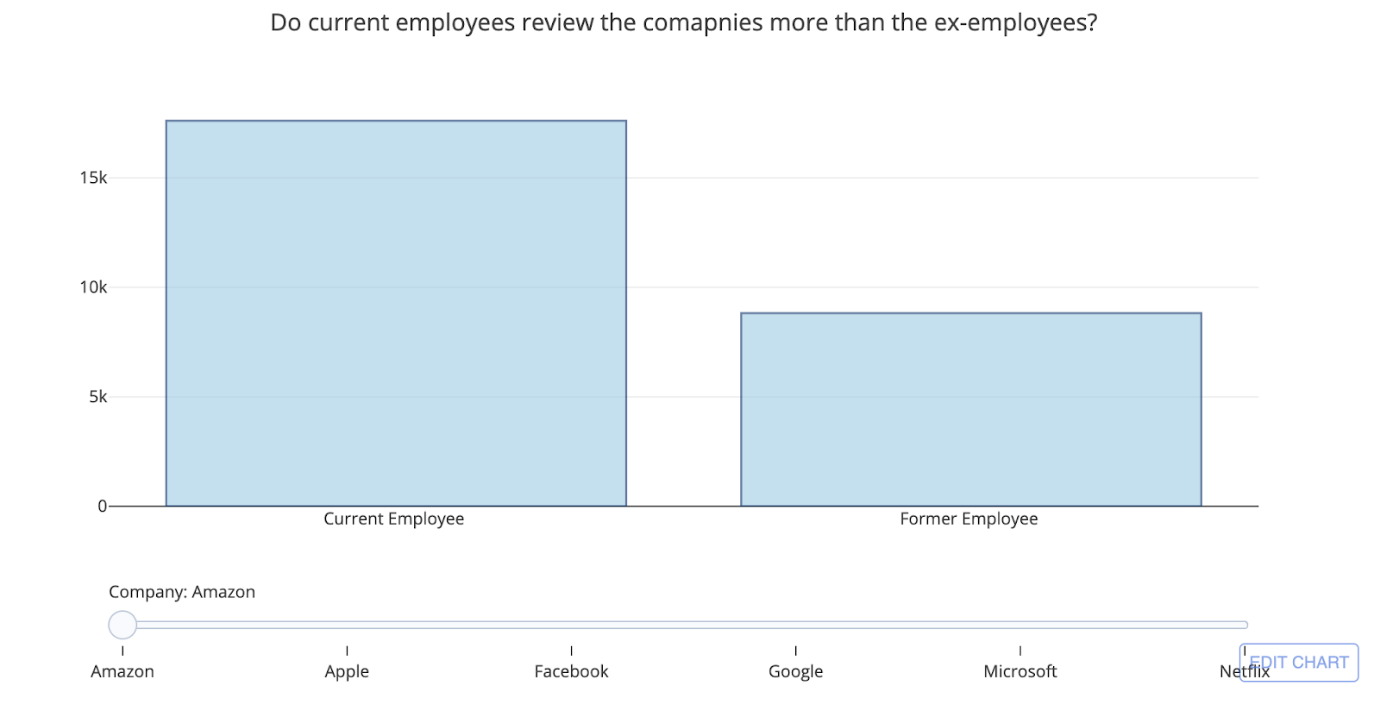 Do current employees review the comapnies more than the ex-employees?
15k
10k
5k
0
Current Employee Former Employee
Company: Amazon
Amazon Apple Facebook Google Microsoft Netflix
EDIT CHART